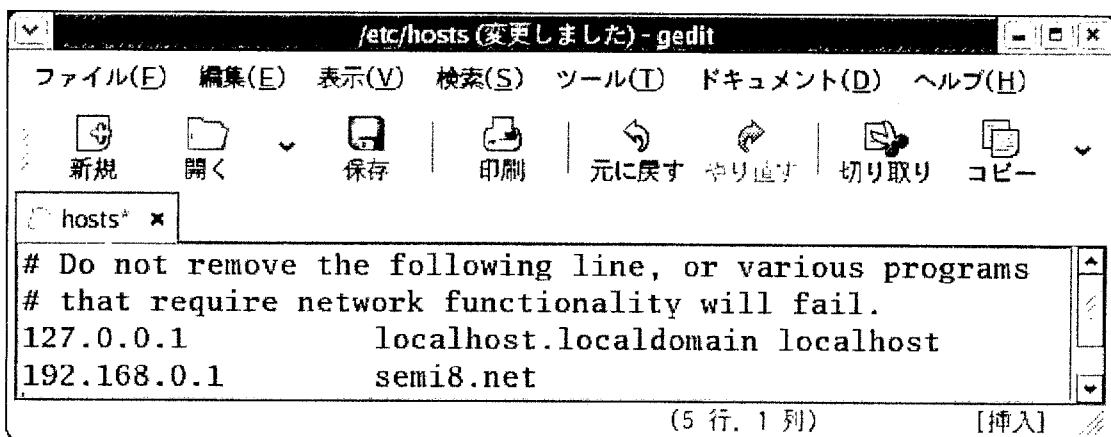 /etc/hosts (変更しました) - gedit
ファイル(F) 編集(E) 表示(V) 検索(S) ツール(T) ドキュメント(D) ヘルプ(H)
新規 開く 保存 印刷 元に戻す やり直す 切り取り コピー
hosts*
# Do not remove the following line, or various programs
# that require network functionality will fail.
127.0.0.1 localhost.localdomain localhost
192.168.0.1 semi8.net
(5 行, 1 列) [挿入]